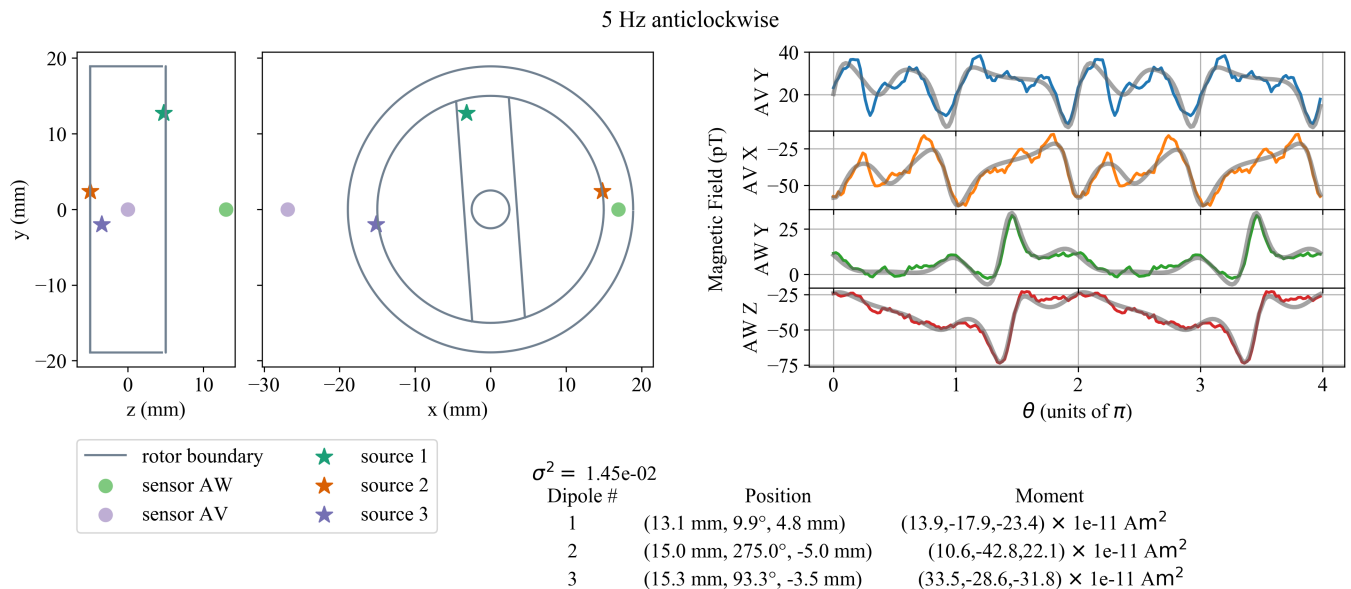 5 Hz anticlockwise
20
10
0
−10
−20
y (mm)
0
10
z (mm)
−30
−20
−10
0
10
20
x (mm)
Magnetic Field (pT)
AV Y
40
20
AV X
−25
−50
AW Y
25
0
AW Z
−25
−50
−75
0
1
2
3
4
θ (units of π)
rotor boundary
sensor AW
sensor AV
source 1
source 2
source 3
σ² = 1.45e-02
Dipole # Position Moment
1 (13.1 mm, 9.9°, 4.8 mm) (13.9,-17.9,-23.4) × 1e-11 Am²
2 (15.0 mm, 275.0°, -5.0 mm) (10.6,-42.8,22.1) × 1e-11 Am²
3 (15.3 mm, 93.3°, -3.5 mm) (33.5,-28.6,-31.8) × 1e-11 Am²